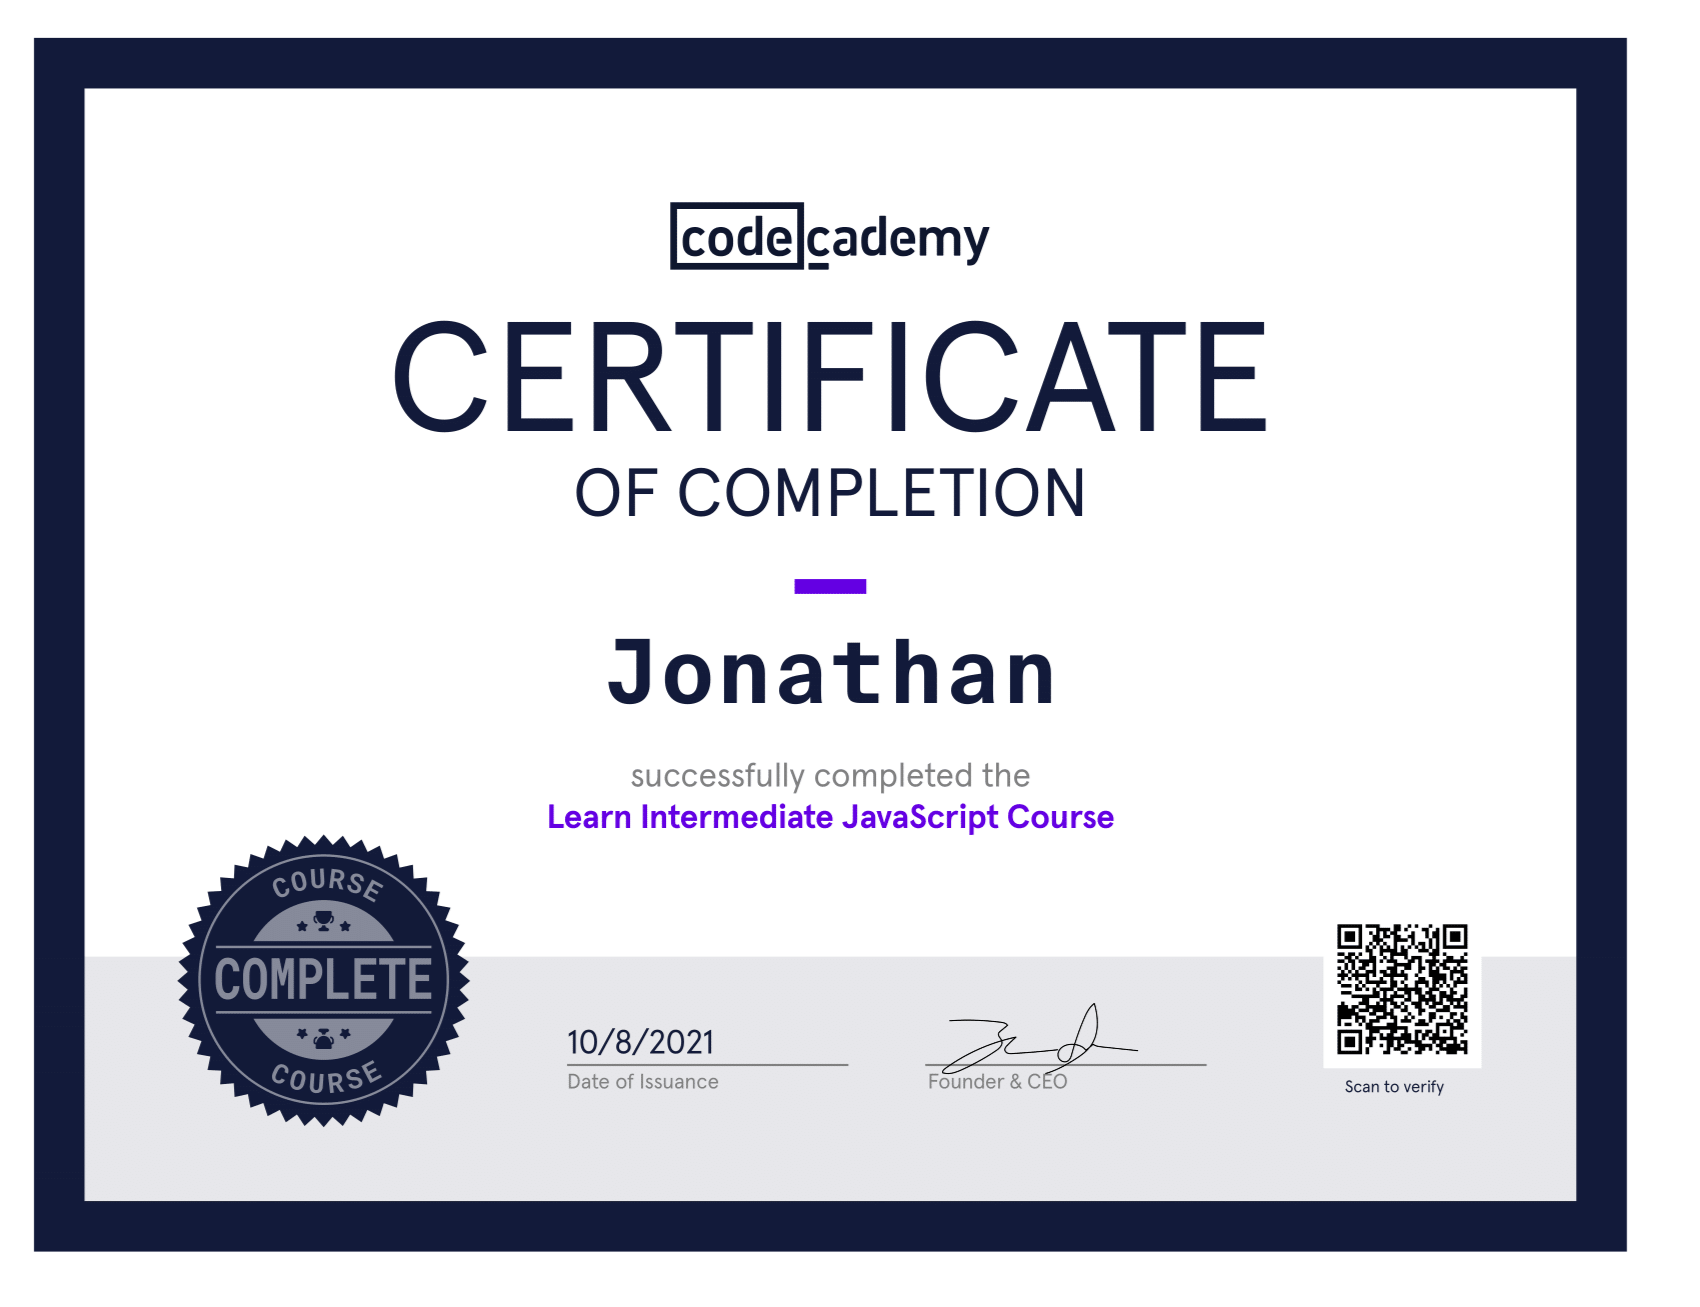 codecademy
CERTIFICATE
OF COMPLETION
Jonathan
successfully completed the
Learn Intermediate JavaScript Course
COURSE
COMPLETE
COURSE
10/8/2021
Date of Issuance
Founder & CEO
Scan to verify